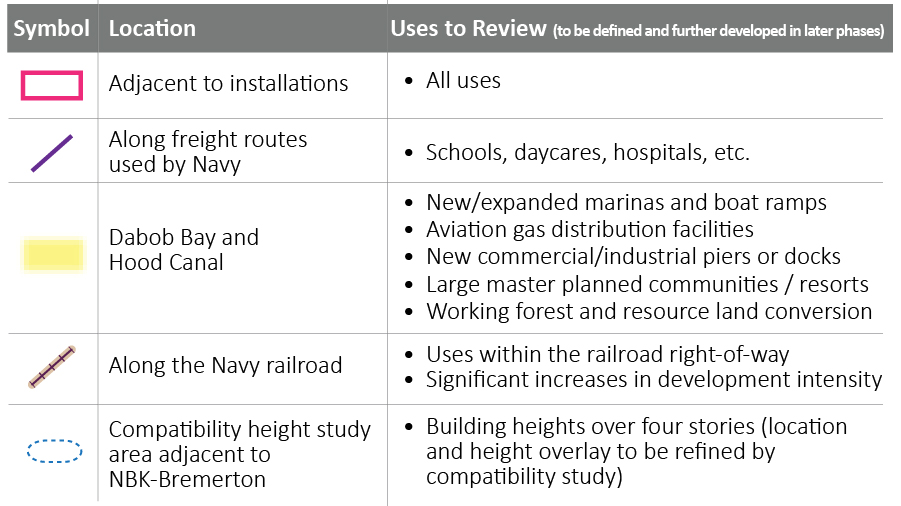 Symbol Location Uses to Review (to be defined and further developed in later phases)
Adjacent to installations
• All uses
Along freight routes
used by Navy
• Schools, daycares, hospitals, etc.
Dabob Bay and
Hood Canal
• New/expanded marinas and boat ramps
• Aviation gas distribution facilities
• New commercial/industrial piers or docks
• Large master planned communities / resorts
• Working forest and resource land conversion
Along the Navy railroad
• Uses within the railroad right-of-way
• Significant increases in development intensity
Compatibility height study
area adjacent to
NBK-Bremerton
• Building heights over four stories (location
and height overlay to be refined by
compatibility study)